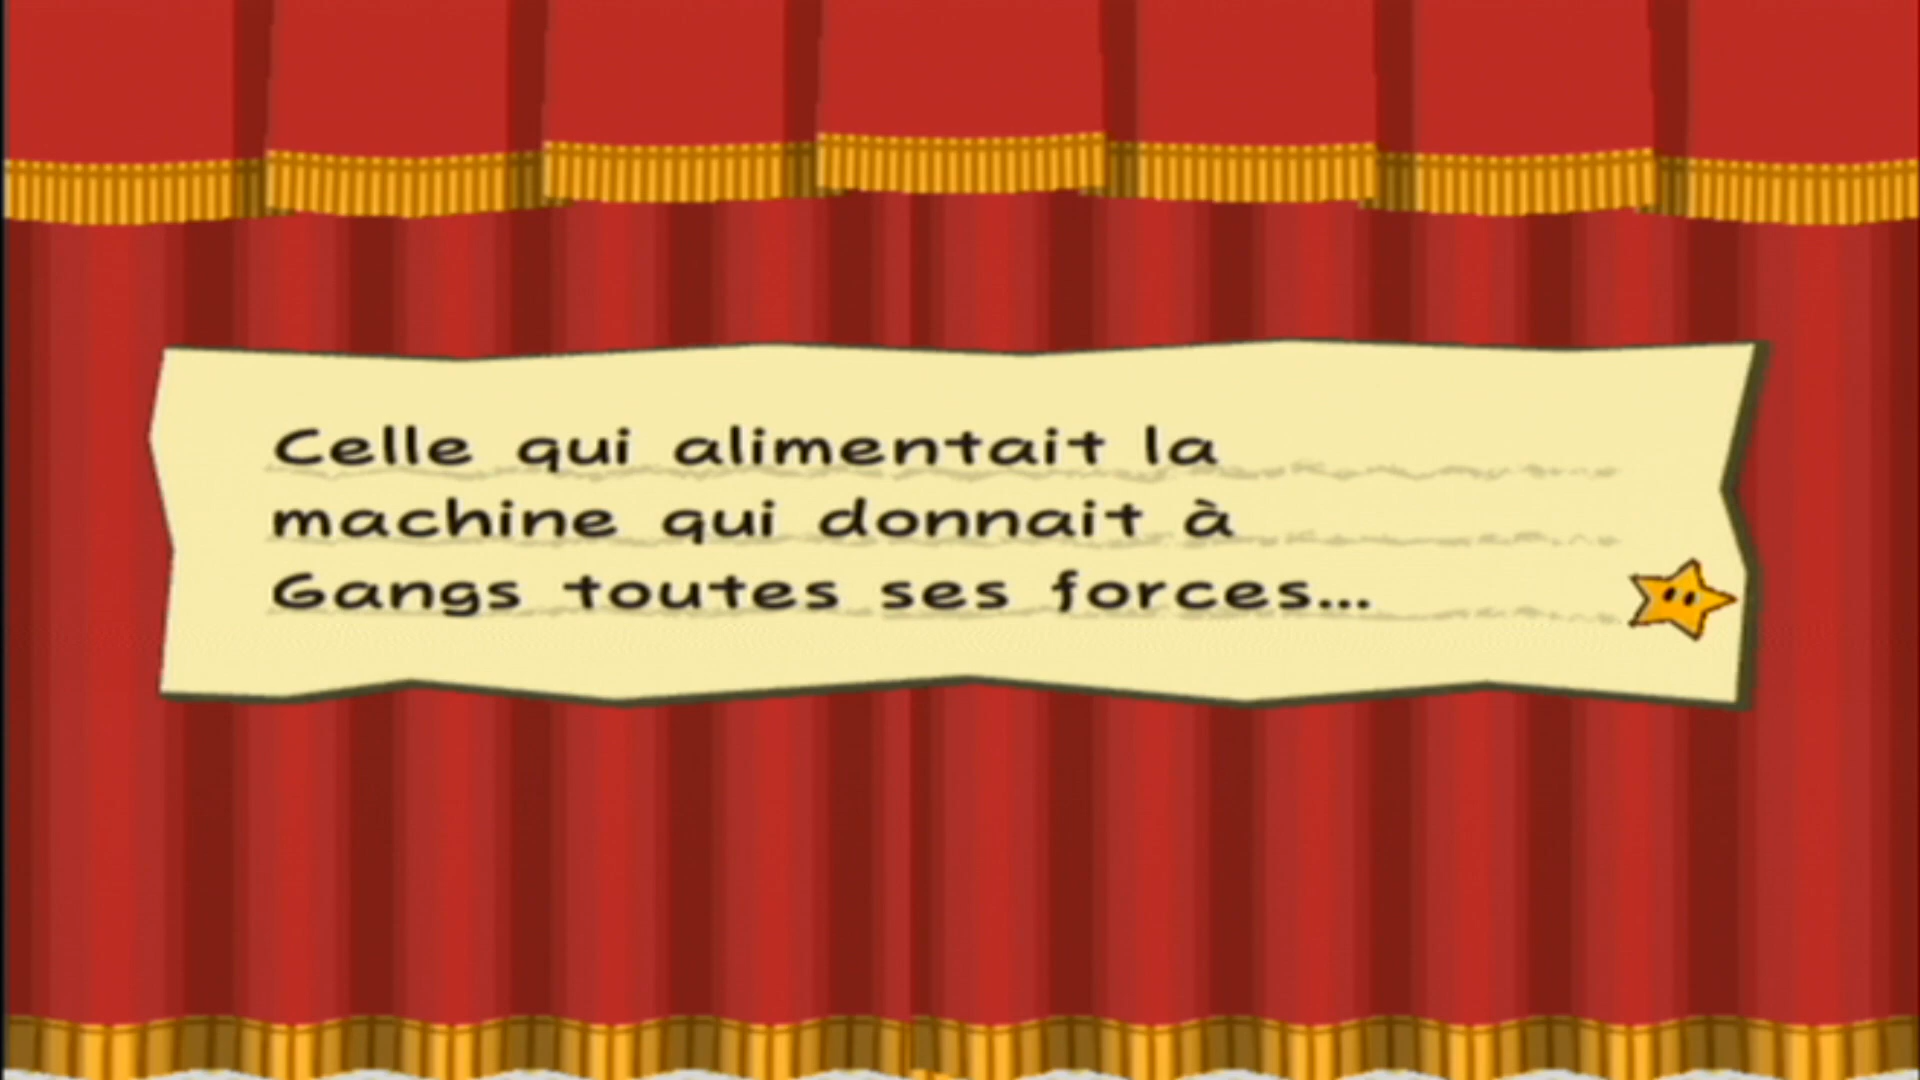 Celle qui alimentait la
machine qui donnait à
Gangs toutes ses forces...